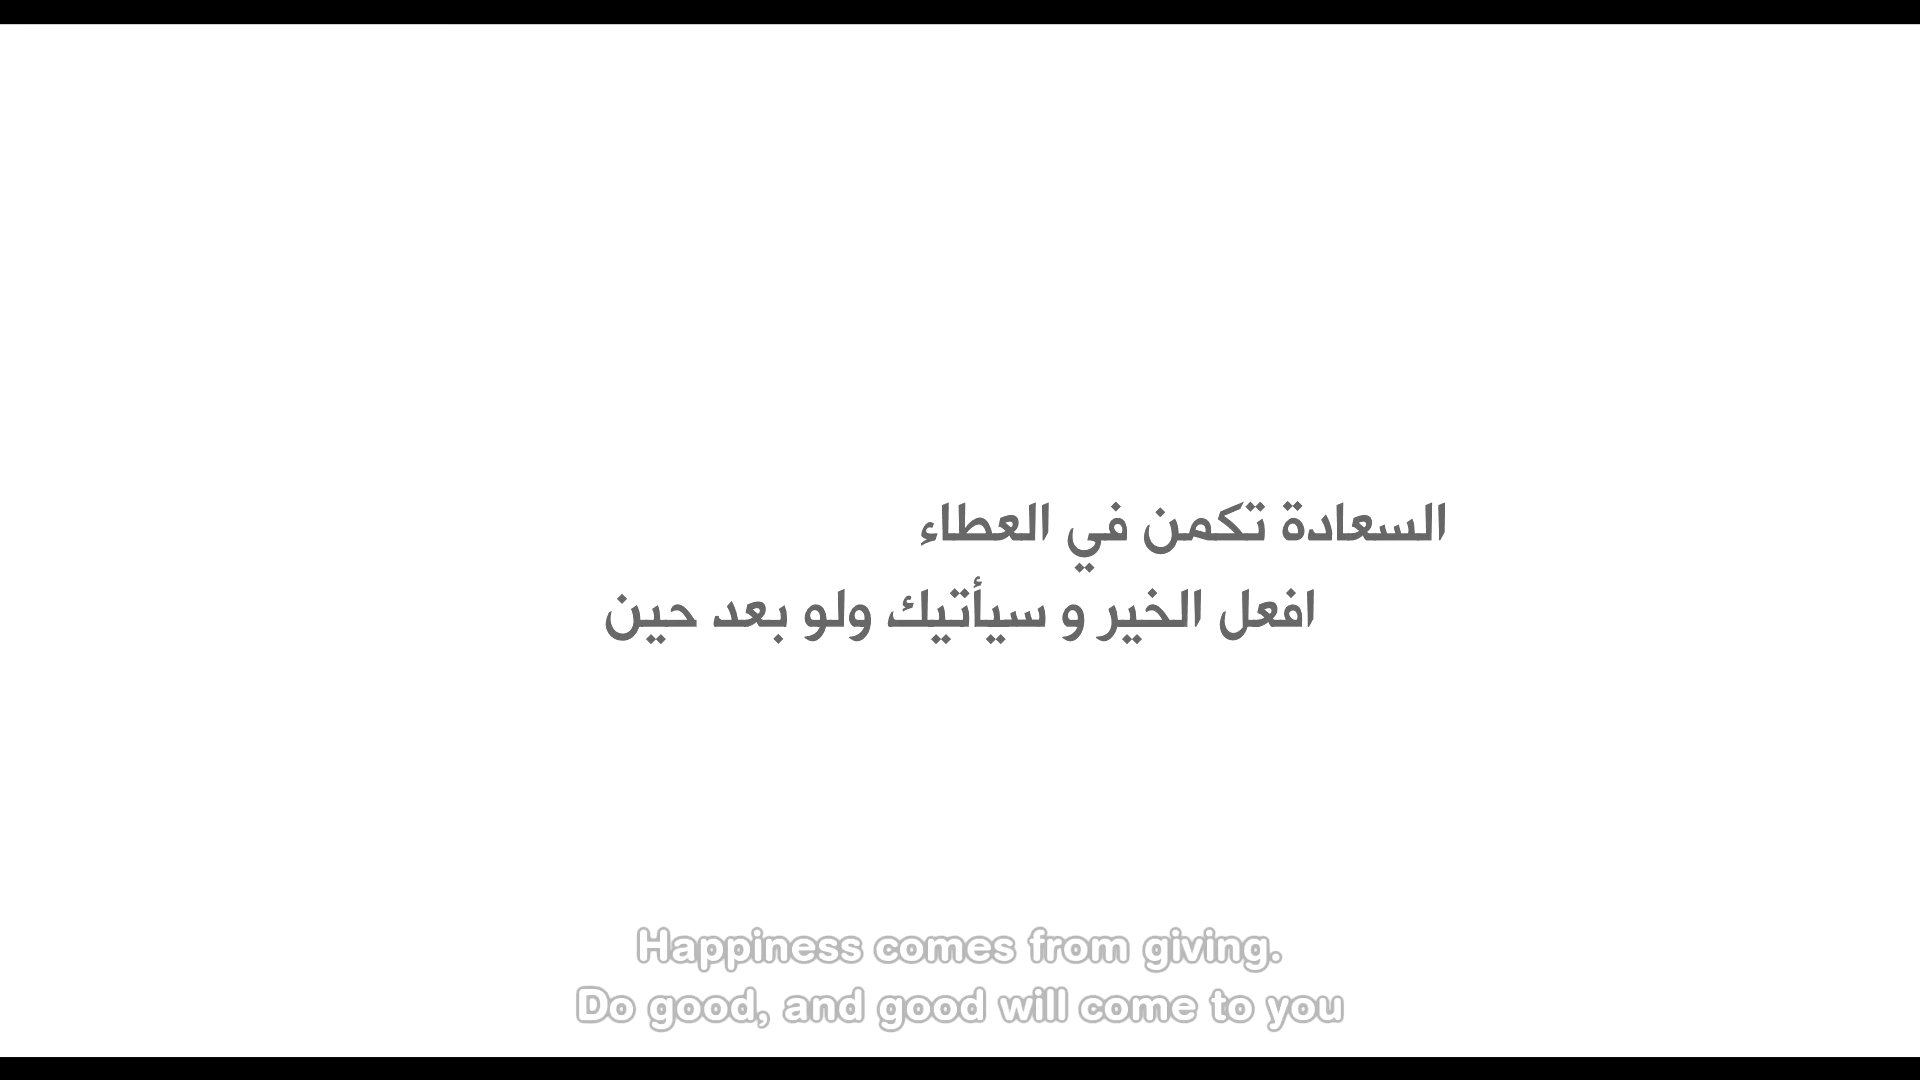 السعادة تكمن في العطاء
افعل الخير و سيأتيك ولو بعد حين
Happiness comes from giving.
Do good, and good will come to you